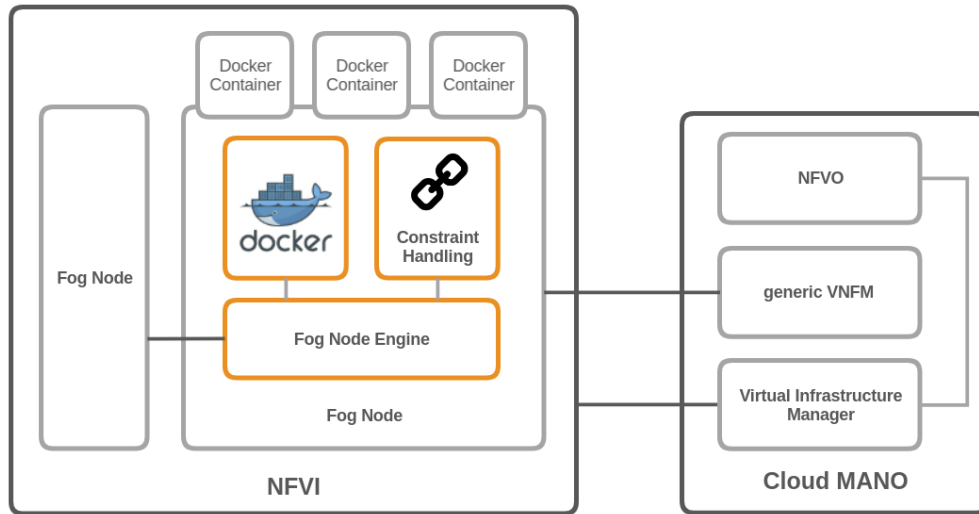 Docker
Container
Docker
Container
Docker
Container
Fog Node
docker
Constraint
Handling
Fog Node Engine
Fog Node
NFVI
NFVO
generic VNFM
Virtual Infrastructure
Manager
Cloud MANO